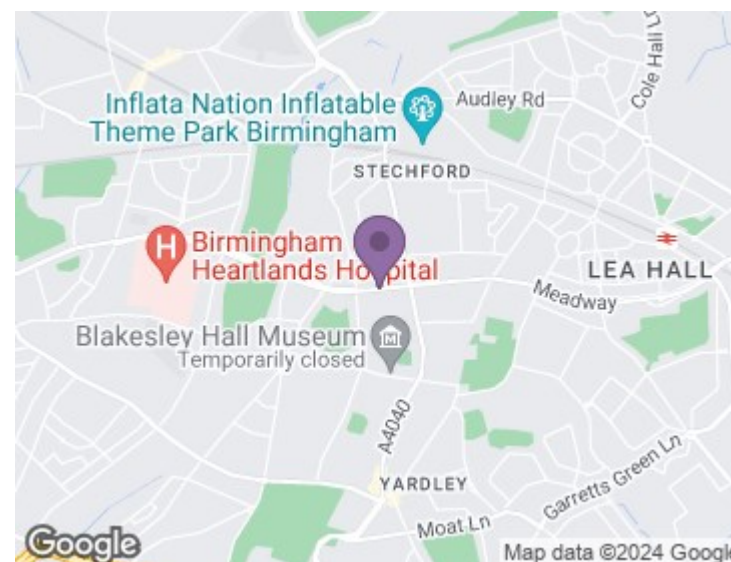 Inflata Nation Inflatable
Theme Park Birmingham
Audley Rd
Cole Hall Ln
STECHFORD
H
Birmingham
Heartlands Hospital
LEA HALL
Meadway
Blakesley Hall Museum
Temporarily closed
M
A4040
YARDLEY
Garretts Green Ln
Moat Ln
Google
Map data ©2024 Google